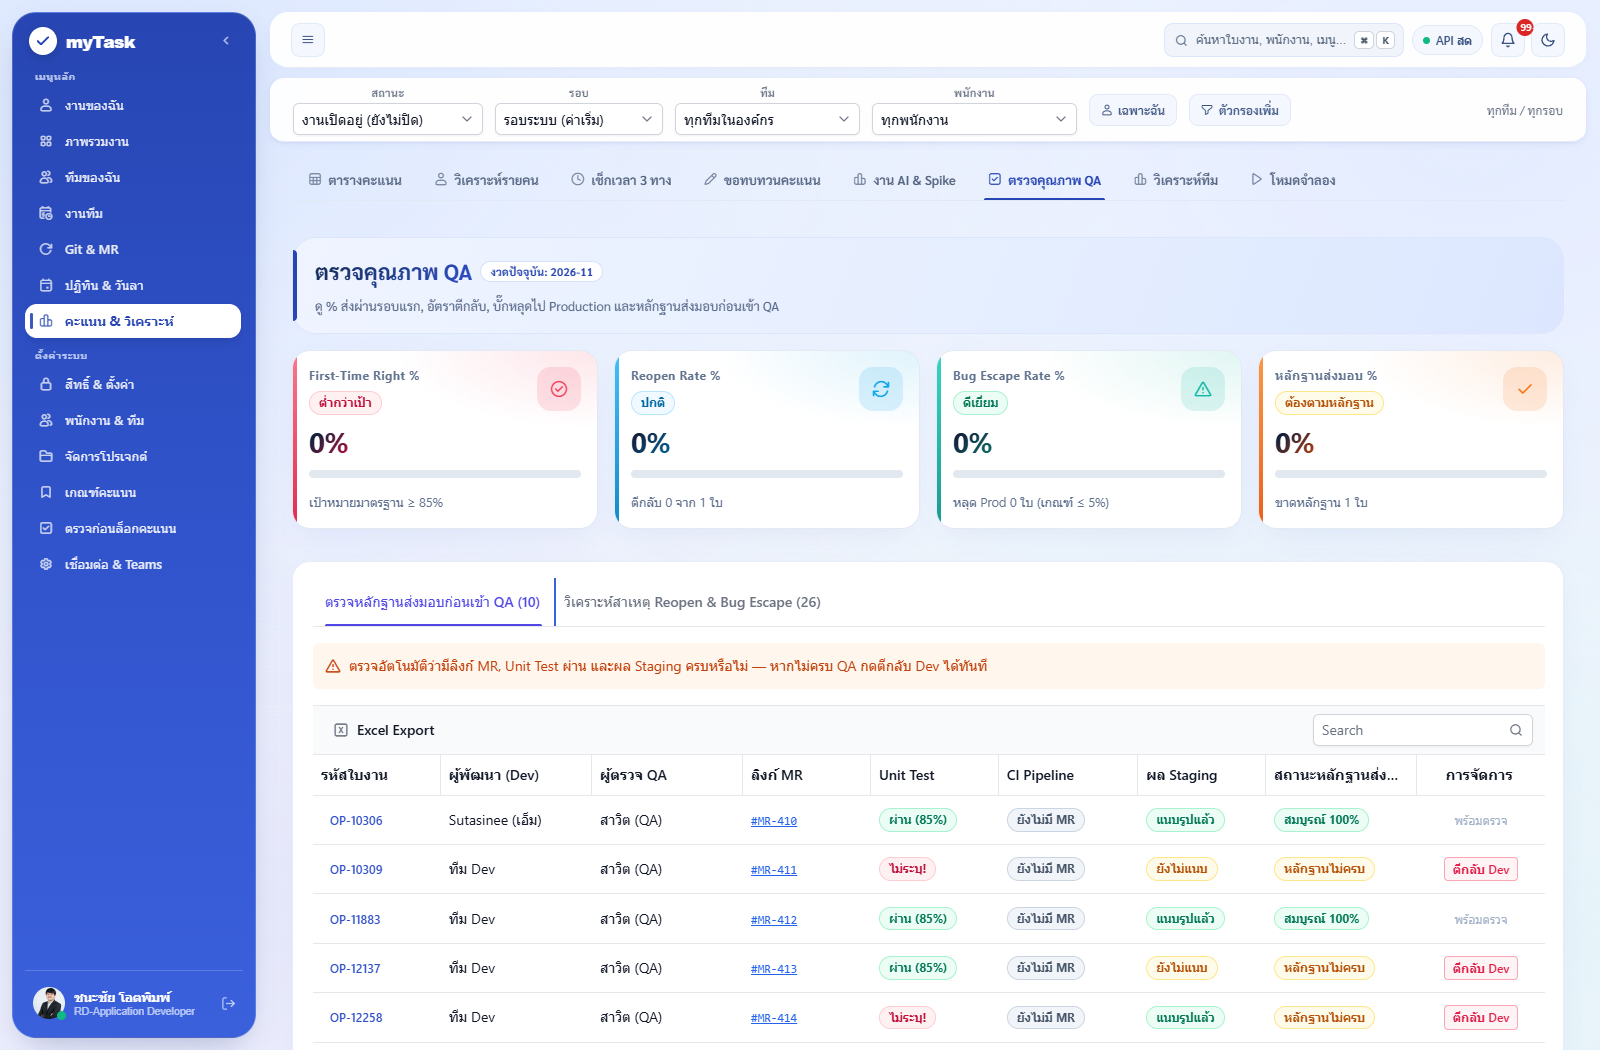 myTask
เมนูหลัก
งานของฉัน
ภาพรวมงาน
ทีมของฉัน
งานทีม
Git & MR
ปฏิทิน & วันลา
คะแนน & วิเคราะห์
ตั้งค่าระบบ
สิทธิ์ & ตั้งค่า
พนักงาน & ทีม
จัดการโปรเจกต์
เกณฑ์คะแนน
ตรวจก่อนล็อกคะแนน
เชื่อมต่อ & Teams
ชนะชัย โอดพิมพ์
RD-Application Developer
ค้นหาใบงาน, พนักงาน, เมนู... ⌘ K
API สด
99
สถานะ
รอบ
ทีม
พนักงาน
งานเปิดอยู่ (ยังไม่ปิด)
รอบระบบ (ค่าเริ่ม)
ทุกทีมในองค์กร
ทุกพนักงาน
เฉพาะฉัน
ตัวกรองเพิ่ม
ทุกทีม / ทุกรอบ
ตารางคะแนน
วิเคราะห์รายคน
เช็กเวลา 3 ทาง
ขอทบทวนคะแนน
งาน AI & Spike
ตรวจคุณภาพ QA
วิเคราะห์ทีม
โหมดจำลอง
ตรวจคุณภาพ QA งวดปัจจุบัน: 2026-11
ดู % ส่งผ่านรอบแรก, อัตราตีกลับ, บั๊กหลุดไป Production และหลักฐานส่งมอบก่อนเข้า QA
First-Time Right %
ต่ำกว่าเป้า
0%
เป้าหมายมาตรฐาน ≥ 85%
Reopen Rate %
ปกติ
0%
ตีกลับ 0 จาก 1 ใบ
Bug Escape Rate %
ดีเยี่ยม
0%
หลุด Prod 0 ใบ (เกณฑ์ ≤ 5%)
หลักฐานส่งมอบ %
ต้องตามหลักฐาน
0%
ขาดหลักฐาน 1 ใบ
ตรวจหลักฐานส่งมอบก่อนเข้า QA (10)
วิเคราะห์สาเหตุ Reopen & Bug Escape (26)
ตรวจอัตโนมัติว่ามีลิงก์ MR, Unit Test ผ่าน และผล Staging ครบหรือไม่ — หากไม่ครบ QA กดตีกลับ Dev ได้ทันที
Excel Export
Search
รหัสใบงาน ผู้พัฒนา (Dev) ผู้ตรวจ QA ลิงก์ MR Unit Test CI Pipeline ผล Staging สถานะหลักฐานส่ง... การจัดการ
OP-10306 Sutasinee (เอ็ม) สาวิต (QA) #MR-410 ผ่าน (85%) ยังไม่มี MR แนบรูปแล้ว สมบูรณ์ 100% พร้อมตรวจ
OP-10309 ทีม Dev สาวิต (QA) #MR-411 ไม่ระบุ! ยังไม่มี MR ยังไม่แนบ หลักฐานไม่ครบ ตีกลับ Dev
OP-11883 ทีม Dev สาวิต (QA) #MR-412 ผ่าน (85%) ยังไม่มี MR แนบรูปแล้ว สมบูรณ์ 100% พร้อมตรวจ
OP-12137 ทีม Dev สาวิต (QA) #MR-413 ผ่าน (85%) ยังไม่มี MR ยังไม่แนบ หลักฐานไม่ครบ ตีกลับ Dev
OP-12258 ทีม Dev สาวิต (QA) #MR-414 ไม่ระบุ! ยังไม่มี MR แนบรูปแล้ว หลักฐานไม่ครบ ตีกลับ Dev